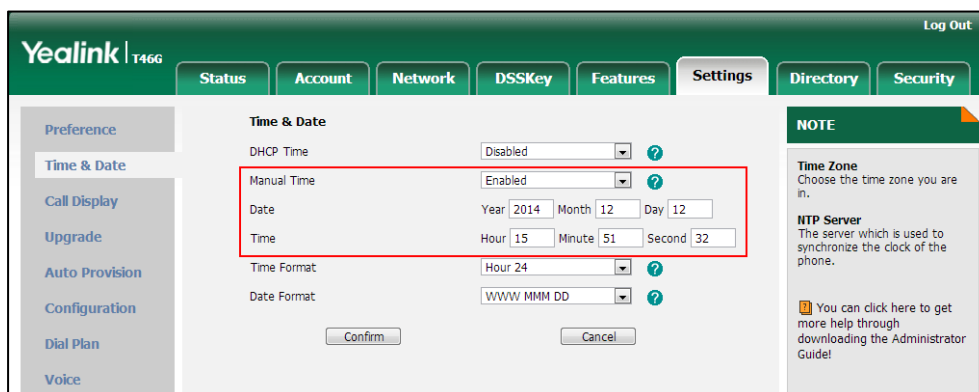 Log Out
Yealink T46G
Status Account Network DSSKey Features Settings Directory Security
Preference
Time & Date
Call Display
Upgrade
Auto Provision
Configuration
Dial Plan
Voice
Time & Date
DHCP Time Disabled ?
Manual Time Enabled ?
Date Year 2014 Month 12 Day 12
Time Hour 15 Minute 51 Second 32
Time Format Hour 24 ?
Date Format WWW MMM DD ?
Confirm Cancel
NOTE
Time Zone
Choose the time zone you are
in.
NTP Server
The server which is used to
synchronize the clock of the
phone.
? You can click here to get
more help through
downloading the Administrator
Guide!